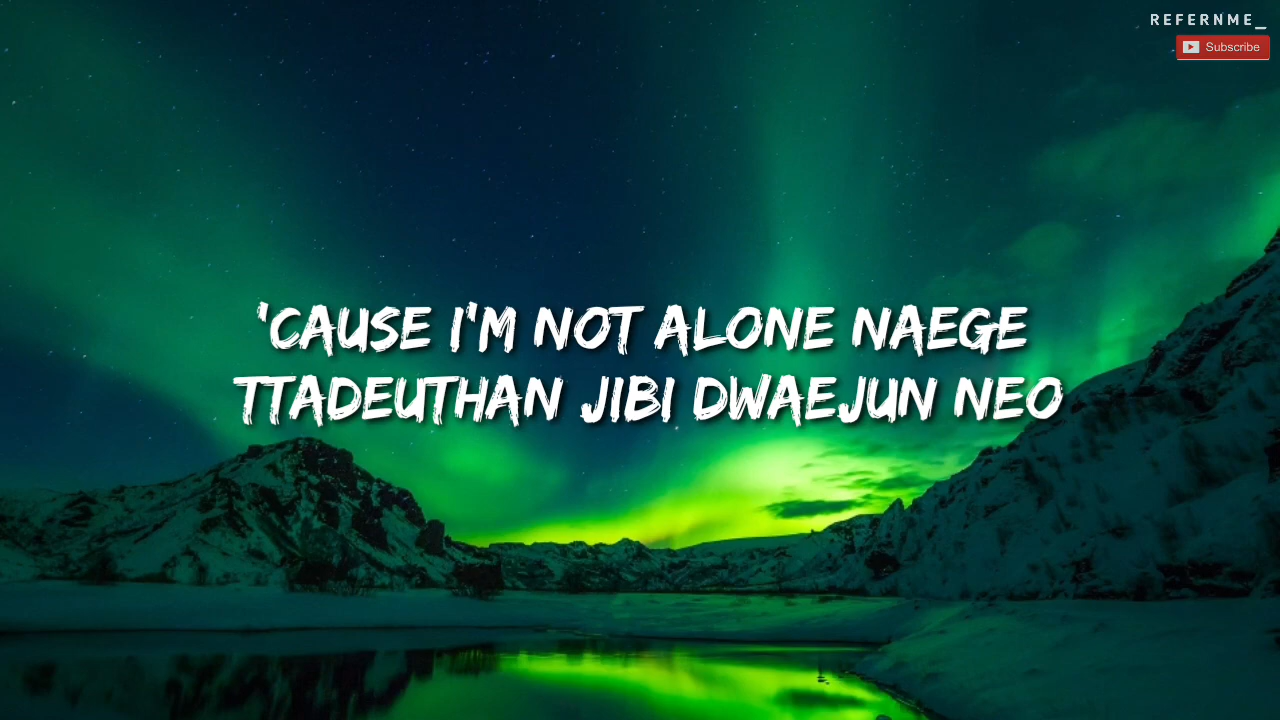 REFERNME_
Subscribe
'CAUSE I'M NOT ALONE NAEGE
TTADEUTHAN JIBI DWAEJUN NEO